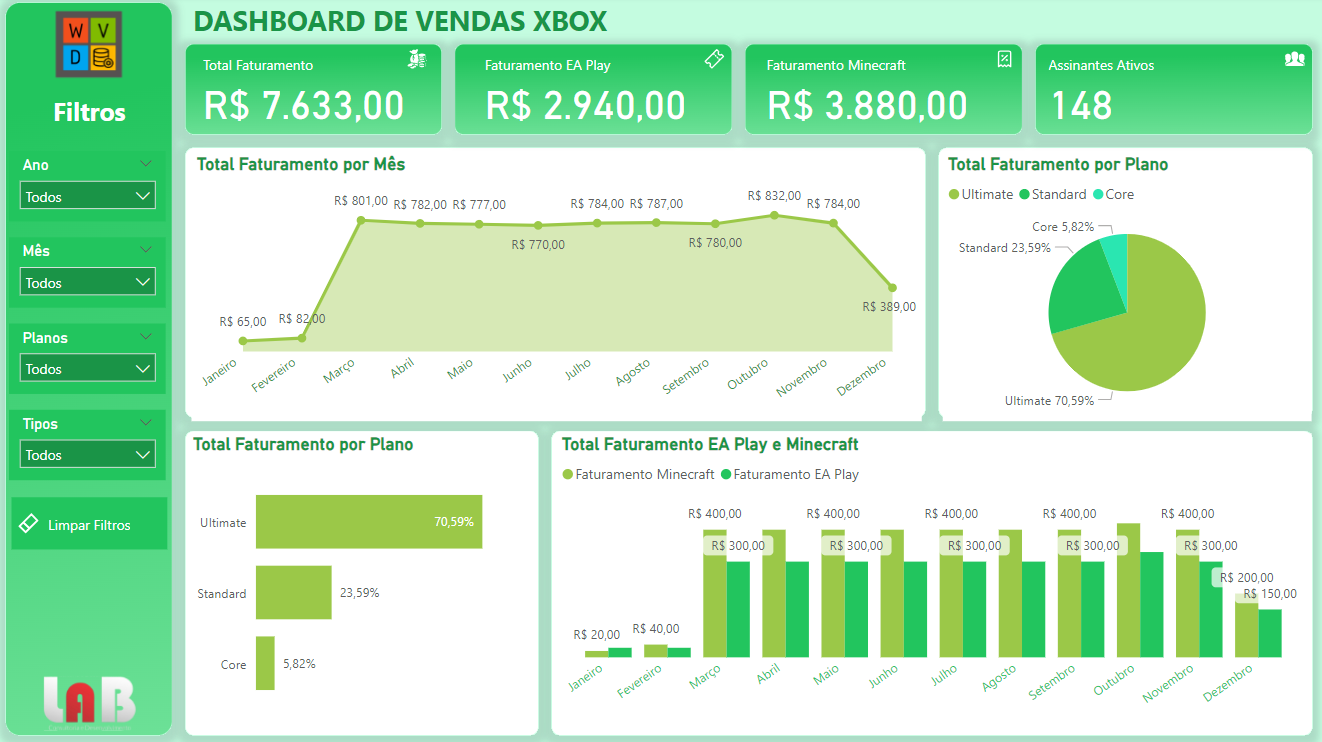 DASHBOARD DE VENDAS XBOX
W V
D
Filtros
Ano
Todos
Mês
Todos
Planos
Todos
Tipos
Todos
Limpar Filtros
LAB
Total Faturamento
R$ 7.633,00
Faturamento EA Play
R$ 2.940,00
Faturamento Minecraft
R$ 3.880,00
Assinantes Ativos
148
Total Faturamento por Mês
R$ 801,00 R$ 782,00 R$ 777,00 R$ 784,00 R$ 787,00 R$ 832,00 R$ 784,00
R$ 770,00 R$ 780,00
R$ 65,00 R$ 82,00 R$ 389,00
Janeiro Fevereiro Março Abril Maio Junho Julho Agosto Setembro Outubro Novembro Dezembro
Total Faturamento por Plano
Ultimate Standard Core
Core 5,82%
Standard 23,59%
Ultimate 70,59%
Total Faturamento por Plano
Ultimate 70,59%
Standard 23,59%
Core 5,82%
Total Faturamento EA Play e Minecraft
Faturamento Minecraft Faturamento EA Play
R$ 400,00 R$ 400,00 R$ 400,00 R$ 400,00 R$ 400,00
R$ 300,00 R$ 300,00 R$ 300,00 R$ 300,00 R$ 300,00
R$ 200,00
R$ 150,00
R$ 20,00 R$ 40,00
Janeiro Fevereiro Março Abril Maio Junho Julho Agosto Setembro Outubro Novembro Dezembro